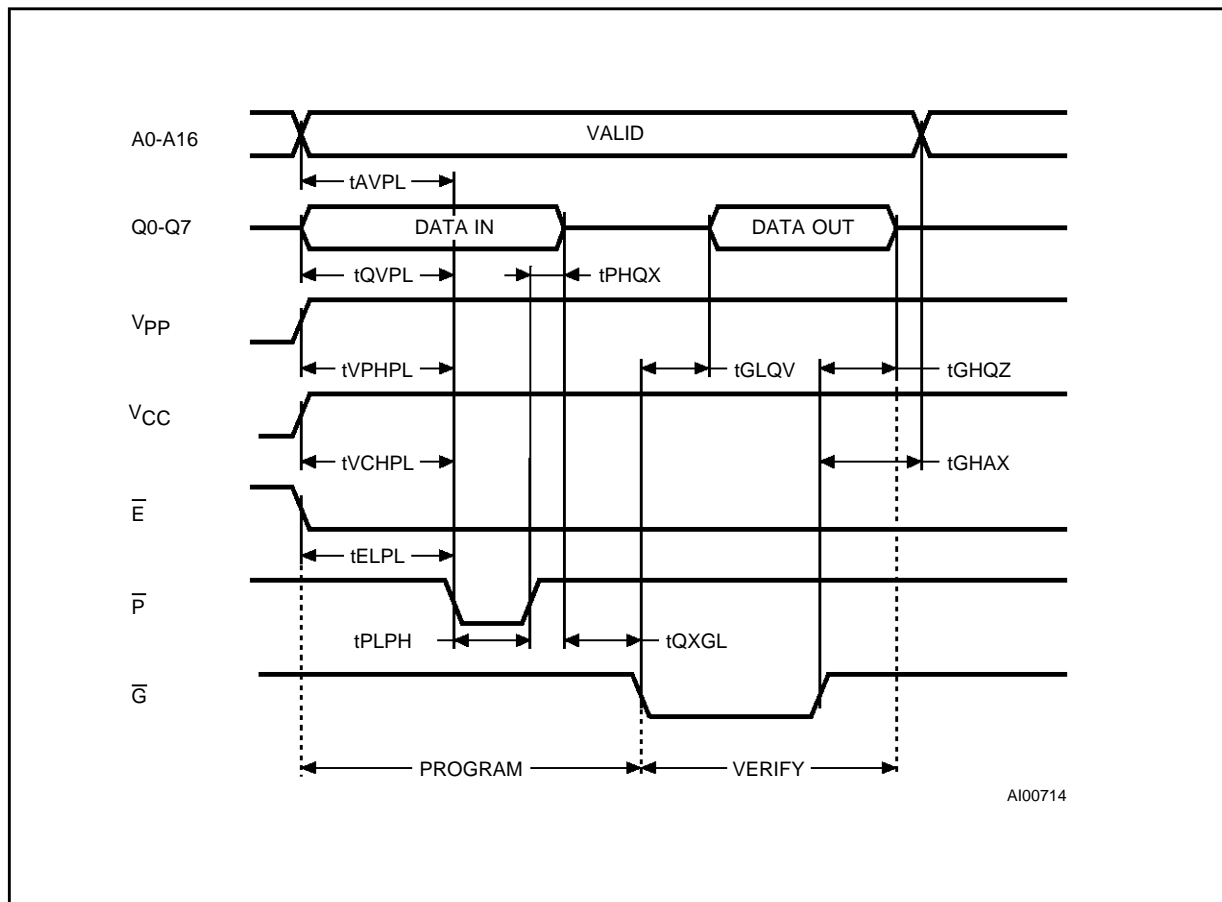 A0-A16
VALID
tAVPL
Q0-Q7
DATA IN
DATA OUT
tQVPL
tPHQX
VPP
tVPHPL
tGLQV
tGHQZ
VCC
tVCHPL
tGHAX
E
tELPL
P
tPLPH
tQXGL
G
PROGRAM
VERIFY
AI00714